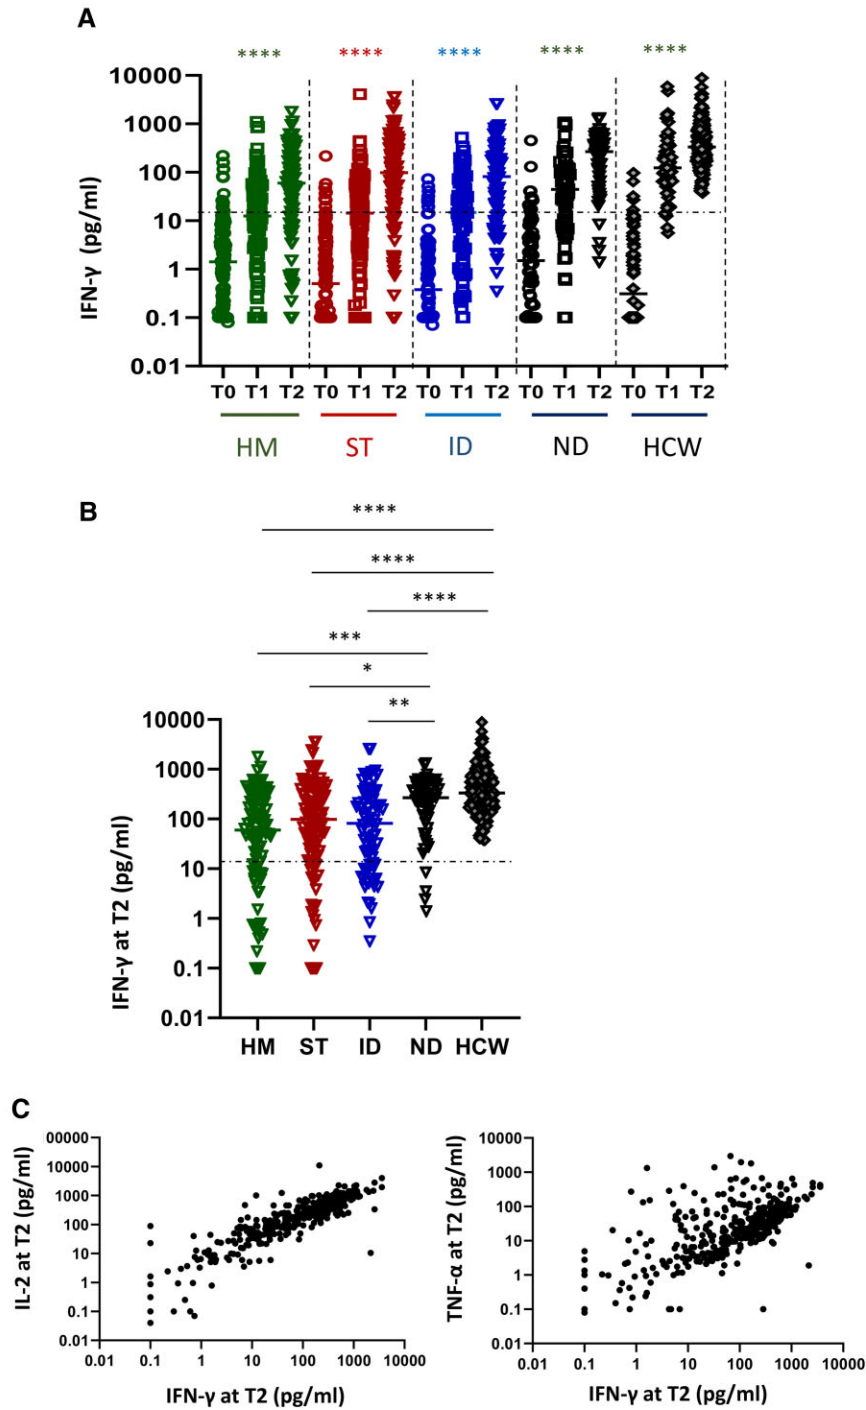 A
**** **** **** **** ****
IFN-γ (pg/ml)
10000
1000
100
10
1
0.1
0.01
T0 T1 T2 T0 T1 T2 T0 T1 T2 T0 T1 T2 T0 T1 T2
HM ST ID ND HCW
B
****
****
****
***
*
**
IFN-γ at T2 (pg/ml)
10000
1000
100
10
1
0.1
0.01
HM ST ID ND HCW
C
IL-2 at T2 (pg/ml)
00000
10000
1000
100
10
1
0.1
0.01
0.01 0.1 1 10 100 1000 10000
IFN-γ at T2 (pg/ml)
TNF-α at T2 (pg/ml)
10000
1000
100
10
1
0.1
0.01
0.01 0.1 1 10 100 1000 10000
IFN-γ at T2 (pg/ml)